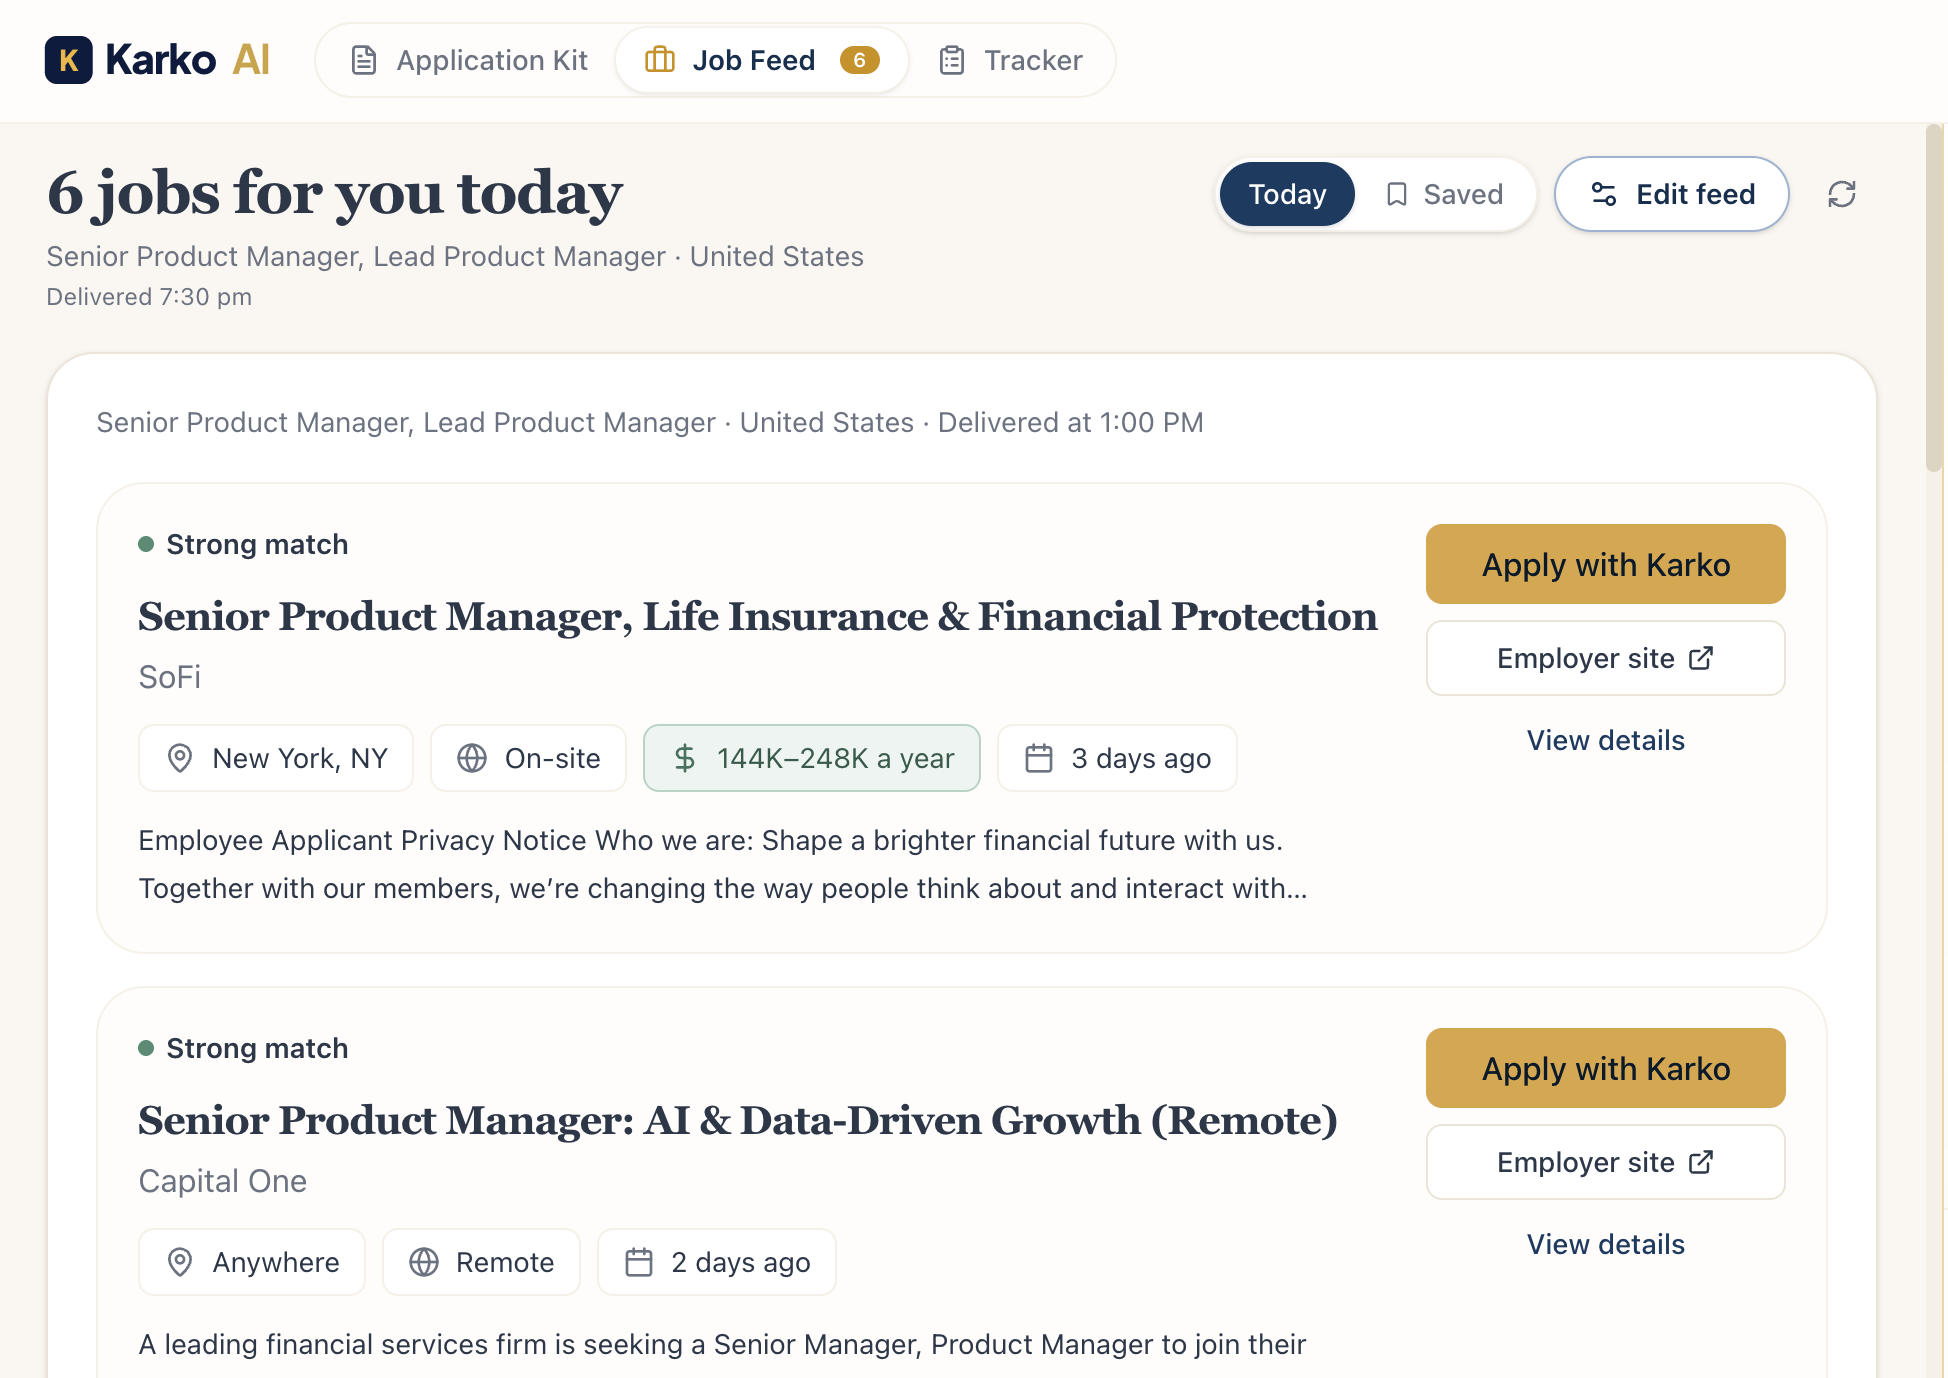 K Karko AI
Application Kit
Job Feed 6
Tracker
6 jobs for you today
Senior Product Manager, Lead Product Manager · United States
Delivered 7:30 pm
Today
Saved
Edit feed
Senior Product Manager, Lead Product Manager · United States · Delivered at 1:00 PM
Strong match
Senior Product Manager, Life Insurance & Financial Protection
SoFi
New York, NY
On-site
$ 144K–248K a year
3 days ago
Employee Applicant Privacy Notice Who we are: Shape a brighter financial future with us.
Together with our members, we’re changing the way people think about and interact with...
Apply with Karko
Employer site
View details
Strong match
Senior Product Manager: AI & Data-Driven Growth (Remote)
Capital One
Anywhere
Remote
2 days ago
A leading financial services firm is seeking a Senior Manager, Product Manager to join their
Apply with Karko
Employer site
View details